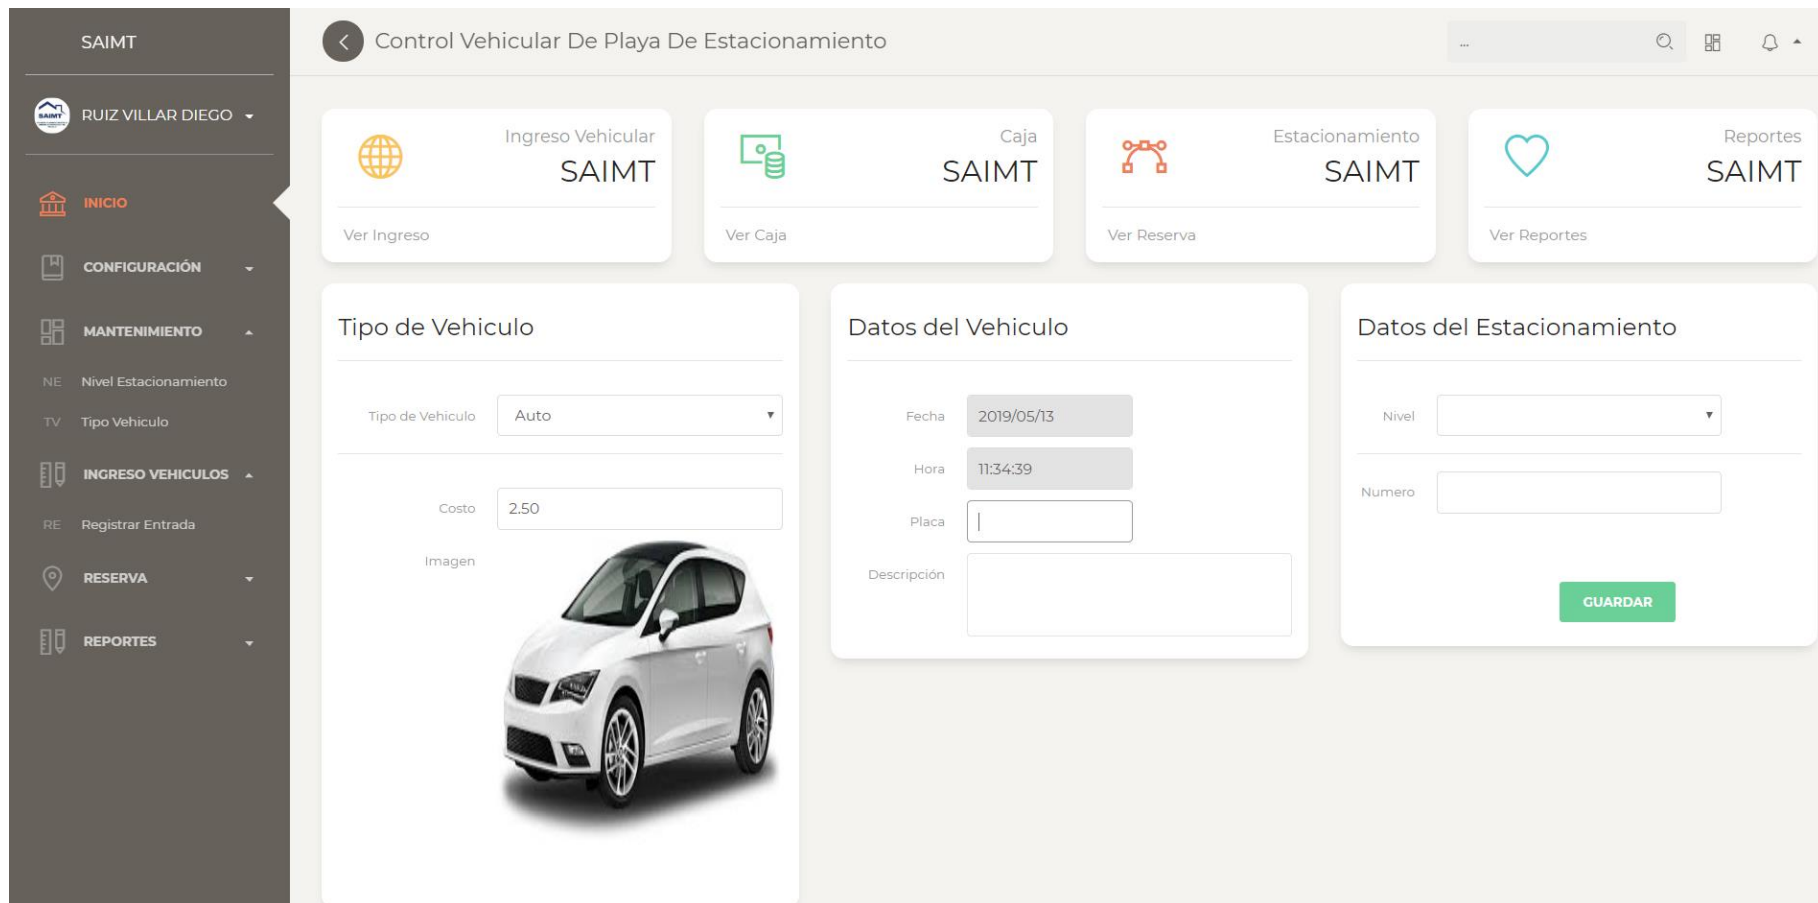 SAIMT
Control Vehicular De Playa De Estacionamiento
...
SAIMT
RUIZ VILLAR DIEGO
INICIO
CONFIGURACIÓN
MANTENIMIENTO
NE Nivel Estacionamiento
TV Tipo Vehiculo
INGRESO VEHICULOS
RE Registrar Entrada
RESERVA
REPORTES
Ingreso Vehicular
SAIMT
Ver Ingreso
Caja
SAIMT
Ver Caja
Estacionamiento
SAIMT
Ver Reserva
Reportes
SAIMT
Ver Reportes
Tipo de Vehiculo
Tipo de Vehiculo Auto
Costo 2.50
Imagen
Datos del Vehiculo
Fecha 2019/05/13
Hora 11:34:39
Placa
Descripción
Datos del Estacionamiento
Nivel
Numero
GUARDAR